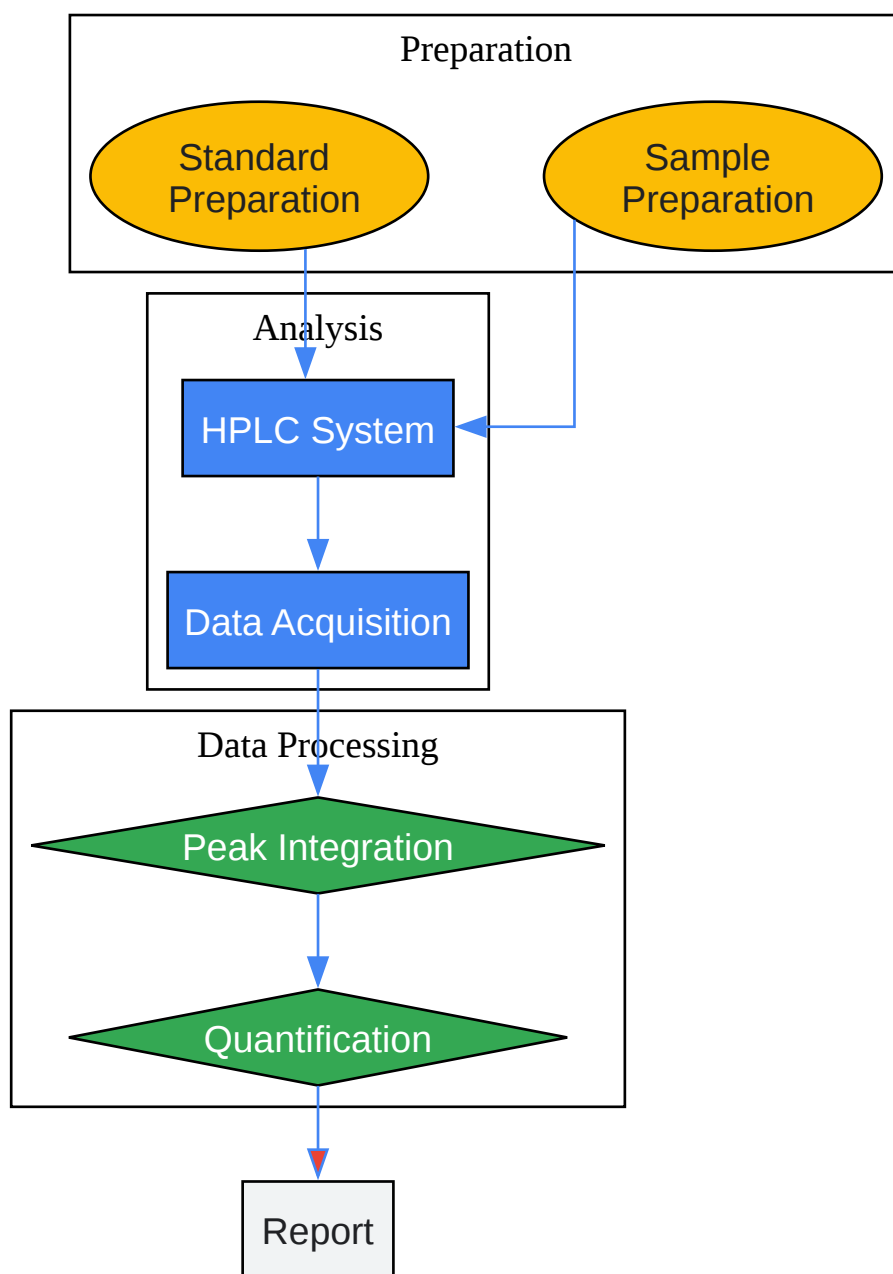 Preparation
Standard
Preparation
Sample
Preparation
Analysis
HPLC System
Data Acquisition
Data Processing
Peak Integration
Quantification
Report